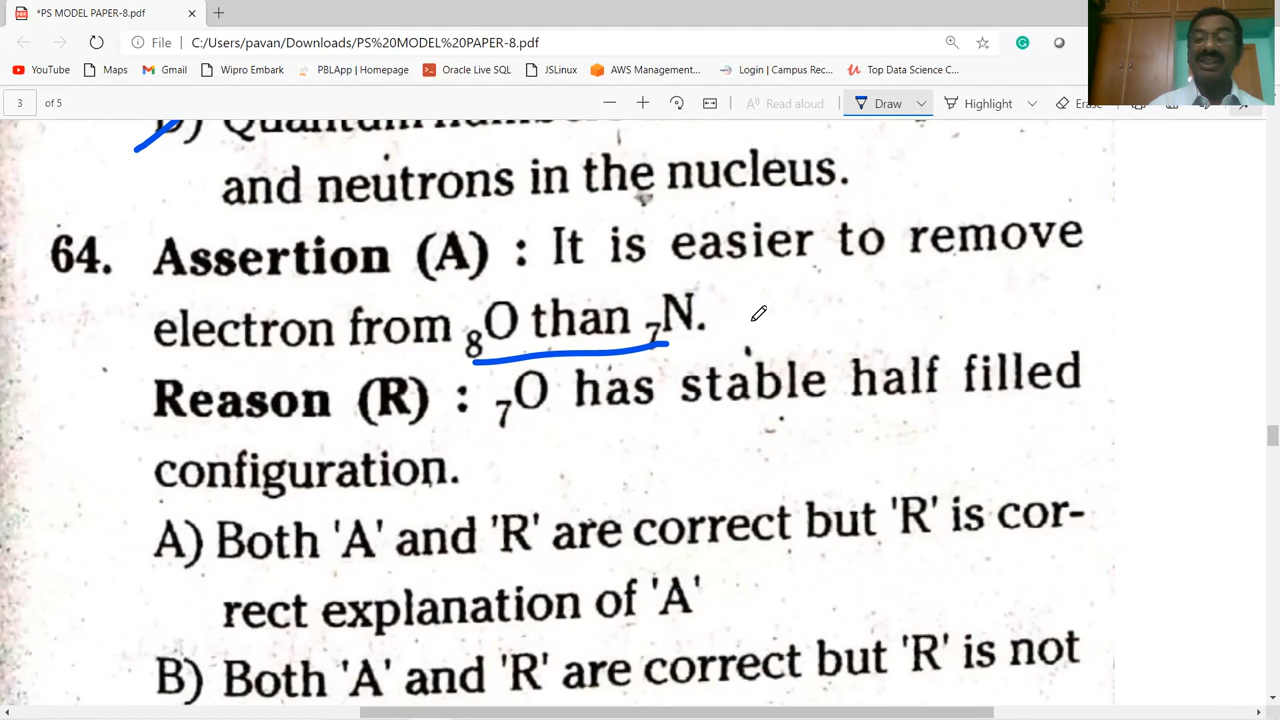 *PS MODEL PAPER-8.pdf
File C:/Users/pavan/Downloads/PS%20MODEL%20PAPER-8.pdf
YouTube Maps Gmail Wipro Embark PBLApp | Homepage Oracle Live SQL JSLinux AWS Management... Login | Campus Rec... Top Data Science C...
3 of 5 Read aloud Draw Highlight
D) Quantum
and neutrons in the nucleus.
64. Assertion (A) : It is easier to remove
electron from ₈O than ₇N.
Reason (R) : ₇O has stable half filled
configuration.
A) Both 'A' and 'R' are correct but 'R' is cor-
rect explanation of 'A'
B) Both 'A' and 'R' are correct but 'R' is not